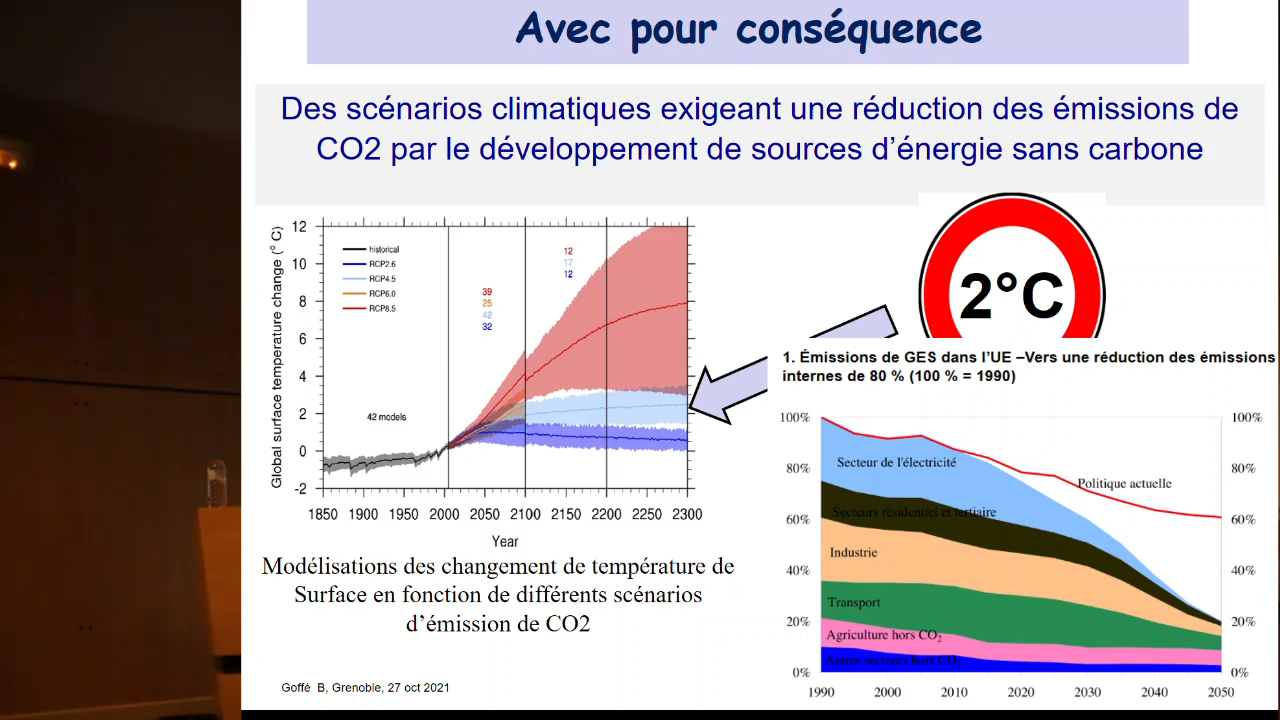 Avec pour conséquence
Des scénarios climatiques exigeant une réduction des émissions de
CO2 par le développement de sources d'énergie sans carbone
2°C
Global surface temperature change (° C)
12
10
8
6
4
2
0
-2
historical
RCP2.6
RCP4.5
RCP6.0
RCP8.5
39
25
42
32
12
17
12
42 models
1850 1900 1950 2000 2050 2100 2150 2200 2250 2300
Year
Modélisations des changement de température de
Surface en fonction de différents scénarios
d'émission de CO2
1. Émissions de GES dans l'UE –Vers une réduction des émissions
internes de 80 % (100 % = 1990)
100%
80%
60%
40%
20%
0%
Secteur de l'électricité
Politique actuelle
Secteurs résidentiel et tertiaire
Industrie
Transport
Agriculture hors CO2
Autres secteurs hors CO2
100%
80%
60%
40%
20%
0%
1990 2000 2010 2020 2030 2040 2050
Goffé B, Grenoble, 27 oct 2021